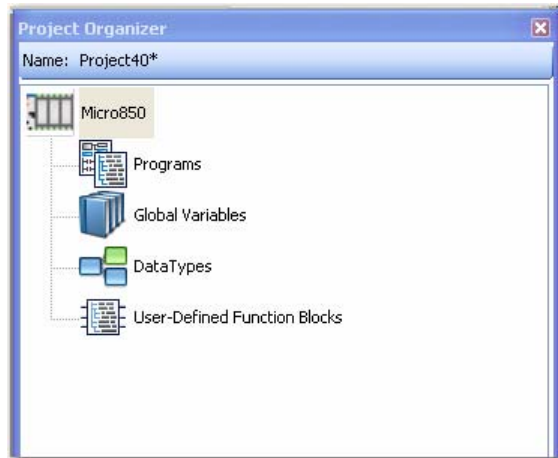 Project Organizer
Name: Project40*
Micro850
Programs
Global Variables
DataTypes
User-Defined Function Blocks